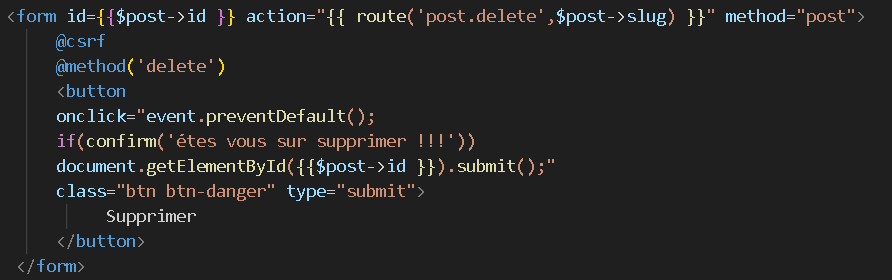 <form id={{$post->id }} action="{{ route('post.delete',$post->slug) }}" method="post">
@csrf
@method('delete')
<button
onclick="event.preventDefault();
if(confirm('étes vous sur supprimer !!!'))
document.getElementById({{$post->id }}).submit();"
class="btn btn-danger" type="submit">
Supprimer
</button>
</form>